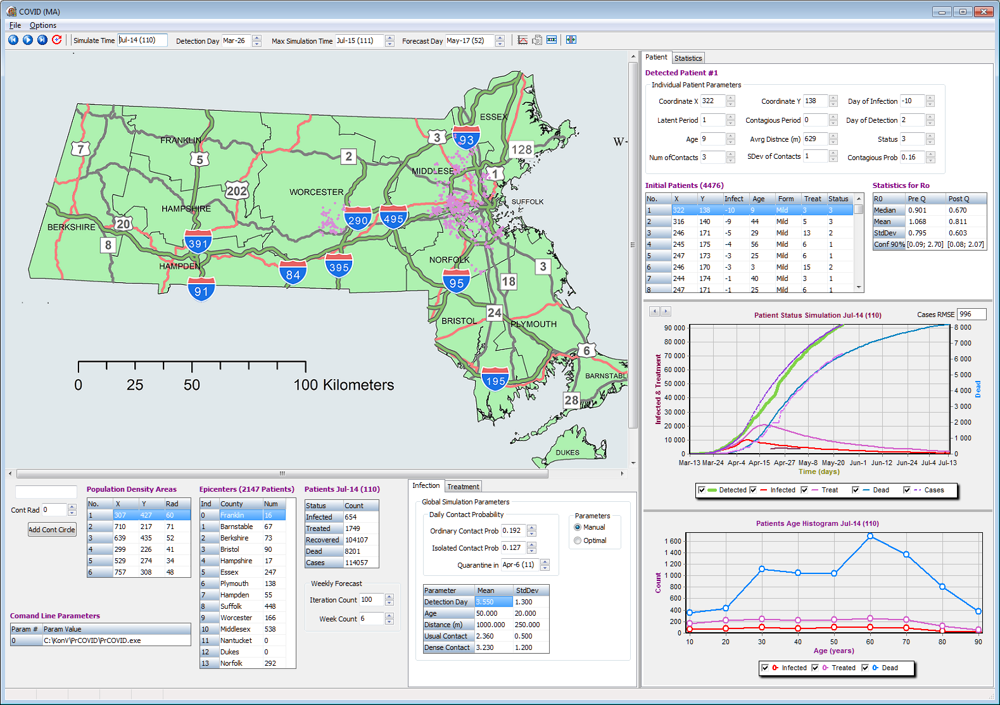 COVID (MA)
File Options
Simulate Time Jul-14 (110) Detection Day Mar-26 Max Simulation Time Jul-15 (111) Forecast Day May-17 (52)
ESSEX
93
3
128
W-
7
FRANKLIN
5
2
MIDDLESE
1
202
WORCESTER
SUFFOLK
HAMPSHIRE
BERKSHIRE
20
290
495
8
391
HAMPDEN
NORFOLK
395
84
3
91
95
18
24
BRISTOL
PLYMOUTH
6
195
BARNSTABL
28
0 25 50 100 Kilometers
DUKES
Patient Statistics
Detected Patient #1
Individual Patient Parameters
Coordinate X 322 Coordinate Y 138 Day of Infection -10
Latent Period 1 Contagious Period 0 Day of Detection 2
Age 9 Avrg Distnce (m) 629 Status 3
Num ofContacts 3 SDev of Contacts 1 Contagious Prob 0.16
Initial Patients (4476)
No. X Y Infect Age Form Treat Status
1 322 138 -10 9 Mild 3 3
2 316 140 -9 44 Mild 5 3
3 246 171 -5 29 Mild 13 2
4 245 175 -4 56 Mild 6 1
5 247 173 -3 25 Mild 6 1
6 246 170 -3 3 Mild 15 2
7 244 174 -1 40 Mild 3 1
8 247 171 -1 25 Mild 6 1
Statistics for Ro
R0 Pre Q Post Q
Median 0.901 0.670
Mean 1.068 0.811
StdDev 0.795 0.603
Conf 90% [0.09; 2.70] [0.08; 2.07]
Patient Status Simulation Jul-14 (110)
Cases RMSE 996
Infected & Treatment
90 000
80 000
70 000
60 000
50 000
40 000
30 000
20 000
10 000
0
8 000
7 000
6 000
5 000
4 000
3 000
2 000
1 000
0
Dead
Mar-13 Mar-24 Apr-4 Apr-15 Apr-27 May-8 May-20 Jun-1 Jun-12 Jun-24 Jul-4 Jul-13
Time (days)
Detected Infected Treat Dead Cases
Patients Age Histogram Jul-14 (110)
Count
1 600
1 400
1 200
1 000
800
600
400
200
0
10 20 30 40 50 60 70 80 90
Age (years)
Infected Treated Dead
Cont Rad 0
Add Cont Circle
Population Density Areas
No. X Y Rad
1 307 427 60
2 710 217 71
3 639 435 52
4 299 226 41
5 529 274 34
6 757 308 48
Comand Line Parameters
Param # Param Value
0 C:\KonV\PrCOVID\PrCOVID.exe
Epicenters (2147 Patients)
Ind County Num
0 Franklin 16
1 Barnstable 67
2 Berkshire 73
3 Bristol 90
4 Hampshire 17
5 Essex 247
6 Plymouth 138
7 Hampden 55
8 Suffolk 448
9 Worcester 166
10 Middlesex 538
11 Nantucket 0
12 Dukes 0
13 Norfolk 292
Patients Jul-14 (110)
Status Count
Infected 654
Treated 1749
Recovered 104107
Dead 8201
Cases 114057
Weekly Forecast
Iteration Count 100
Week Count 6
Infection Treatment
Global Simulation Parameters
Daily Contact Probability
Ordinary Contact Prob 0.192
Isolated Contact Prob 0.127
Quarantine in Apr-6 (11)
Parameters
Manual
Optimal
Parameter Mean StdDev
Detection Day 3.550 1.300
Age 50.000 20.000
Distance (m) 1000.000 250.000
Usual Contact 2.360 0.500
Dense Contact 3.230 1.200